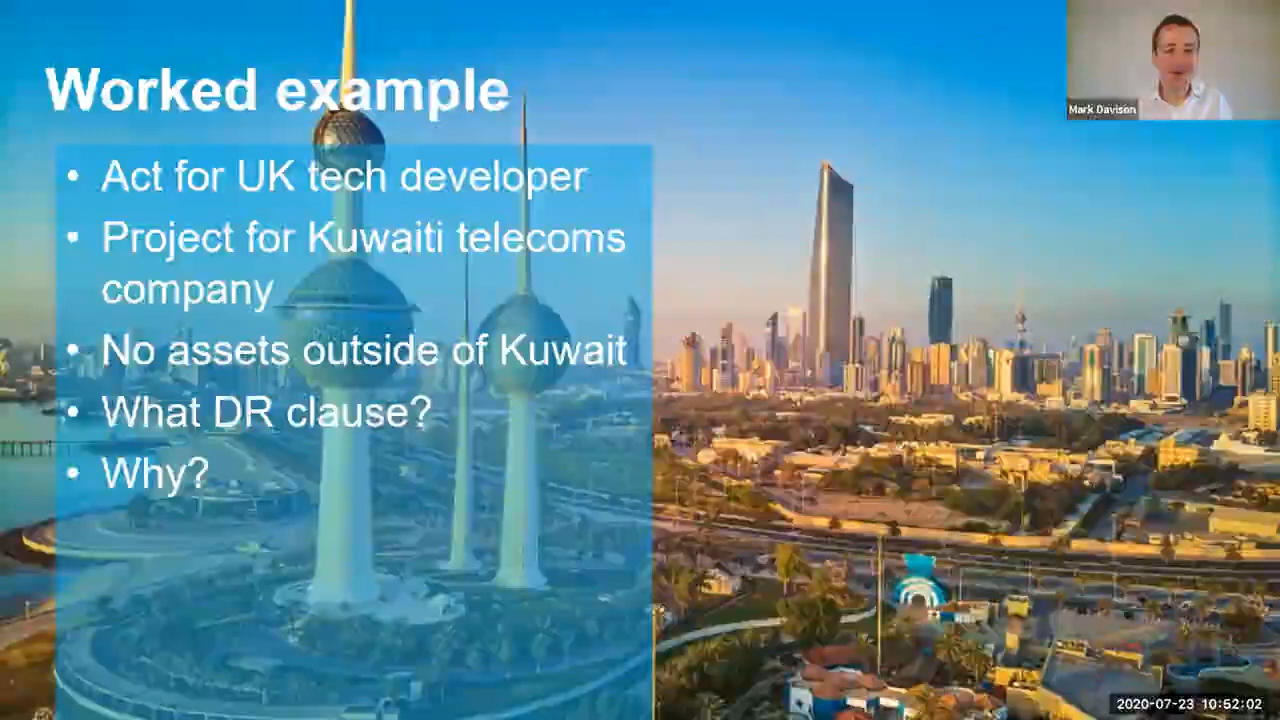 Worked example
• Act for UK tech developer
• Project for Kuwaiti telecoms
company
• No assets outside of Kuwait
• What DR clause?
• Why?
Mark Davison
2020-07-23 10:52:02